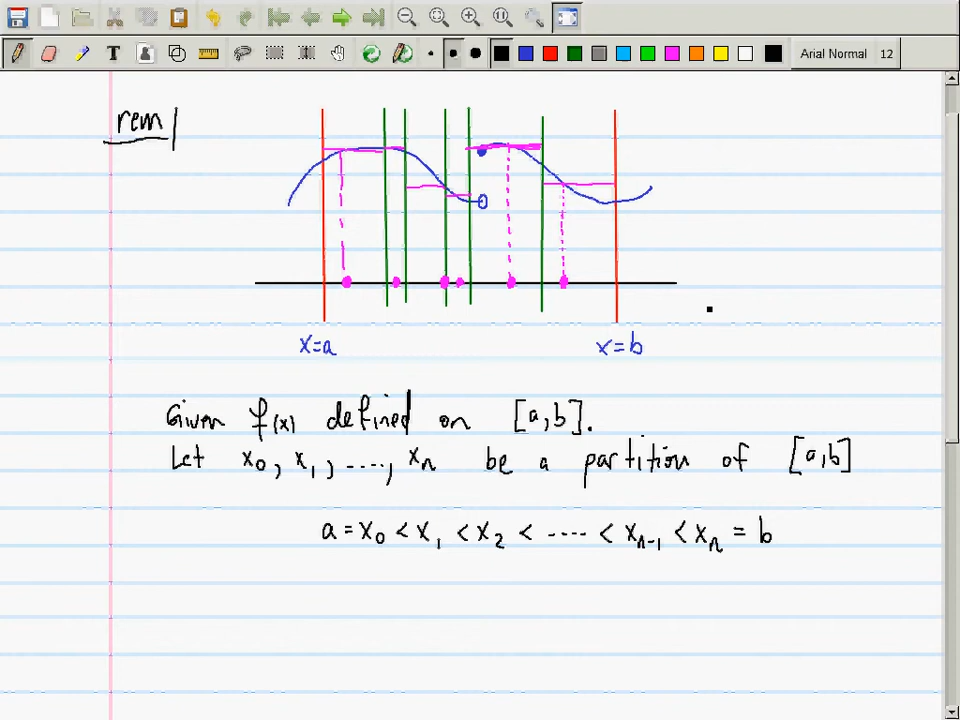 T
Arial Normal 12
rem
x=a
x=b
Given f(x) defined on [a,b].
Let x₀, x₁, ...., xₙ be a partition of [a,b]
a = x₀ < x₁ < x₂ < ---- < xₙ₋₁ < xₙ = b